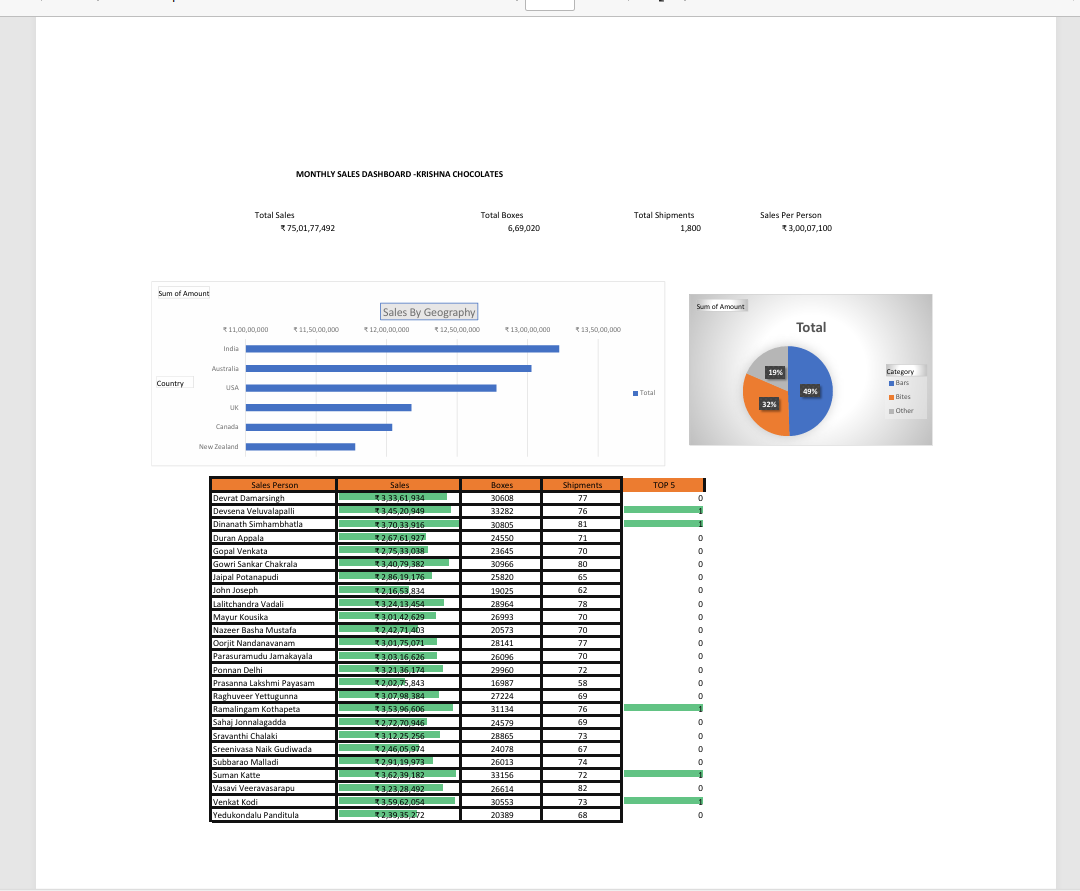 MONTHLY SALES DASHBOARD -KRISHNA CHOCOLATES
Total Sales Total Boxes Total Shipments Sales Per Person
₹ 75,01,77,492 6,69,020 1,800 ₹ 3,00,07,100
Sum of Amount
Sales By Geography
₹ 11,00,00,000 ₹ 11,50,00,000 ₹ 12,00,00,000 ₹ 12,50,00,000 ₹ 13,00,00,000 ₹ 13,50,00,000
India
Australia
USA
UK
Canada
New Zealand
Country
Total
Sum of Amount
Total
19%
49%
32%
Category
Bars
Bites
Other
Sales Person Sales Boxes Shipments TOP 5
Devrat Damarsingh ₹ 3,33,61,934 30608 77 0
Devsena Veluvalapalli ₹ 3,45,20,949 33282 76 1
Dinanath Simhambhatla ₹ 3,70,33,916 30805 81 1
Duran Appala ₹ 2,67,61,927 24550 71 0
Gopal Venkata ₹ 2,75,33,038 23645 70 0
Gowri Sankar Chakrala ₹ 3,40,79,382 30966 80 0
Jaipal Potanapudi ₹ 2,86,19,176 25820 65 0
John Joseph ₹ 2,16,53,834 19025 62 0
Lalitchandra Vadali ₹ 3,24,13,454 28964 78 0
Mayur Kousika ₹ 3,01,42,629 26993 70 0
Nazeer Basha Mustafa ₹ 2,42,71,403 20573 70 0
Oorjit Nandanavanam ₹ 3,01,75,071 28141 77 0
Parasuramudu Jamakayala ₹ 3,03,16,626 26096 70 0
Ponnan Delhi ₹ 3,21,36,174 29960 72 0
Prasanna Lakshmi Payasam ₹ 2,02,75,843 16987 58 0
Raghuveer Yettugunna ₹ 3,07,98,384 27224 69 0
Ramalingam Kothapeta ₹ 3,53,96,606 31134 76 1
Sahaj Jonnalagadda ₹ 2,72,70,946 24579 69 0
Sravanthi Chalaki ₹ 3,12,25,256 28865 73 0
Sreenivasa Naik Gudiwada ₹ 2,46,05,974 24078 67 0
Subbarao Malladi ₹ 2,91,19,973 26013 74 0
Suman Katte ₹ 3,62,39,182 33156 72 1
Vasavi Veeravasarapu ₹ 3,23,28,492 26614 82 0
Venkat Kodi ₹ 3,59,62,054 30553 73 1
Yedukondalu Panditula ₹ 2,39,35,272 20389 68 0